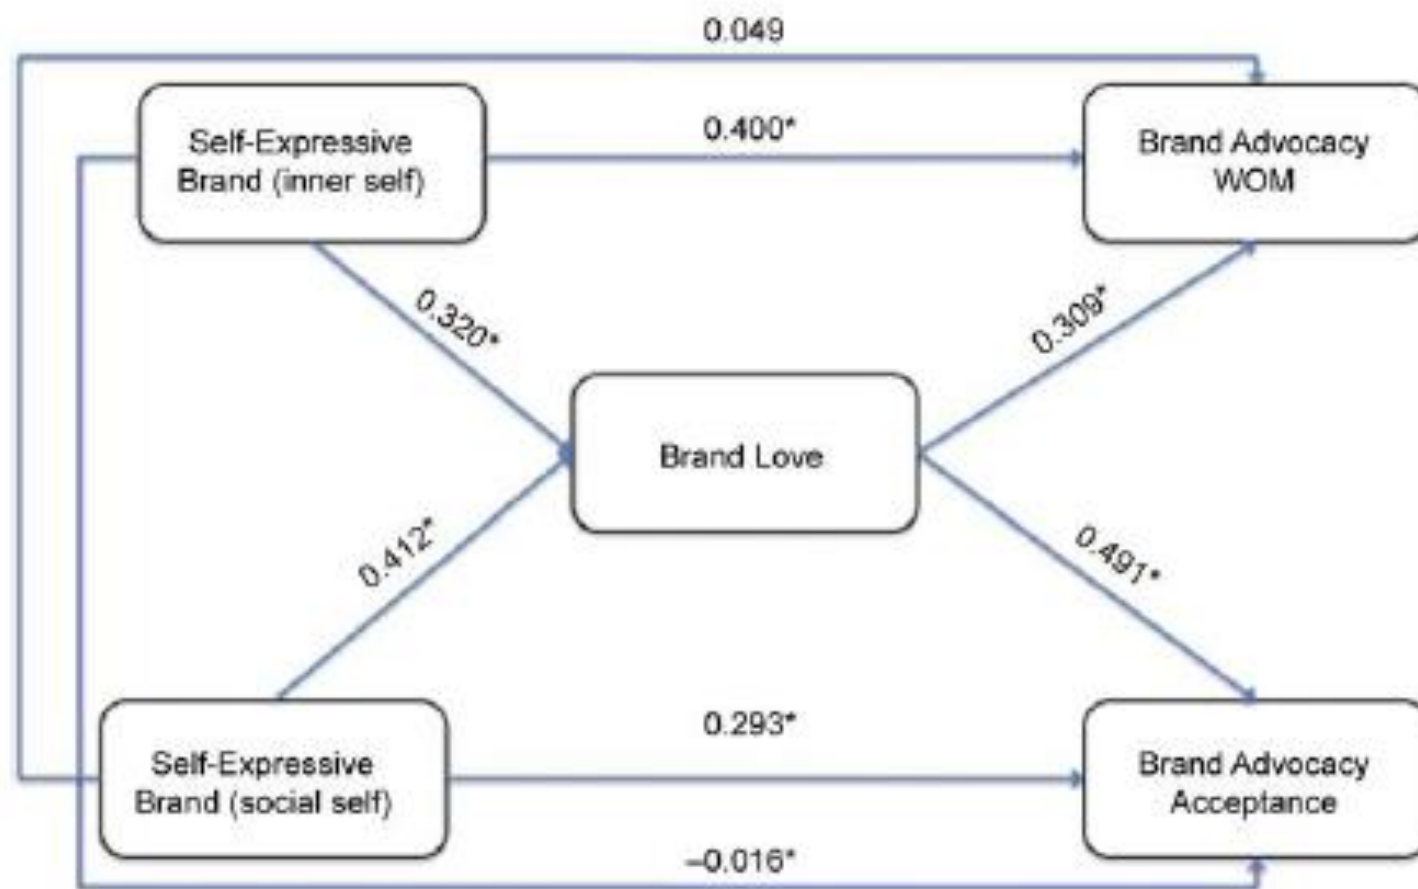 0.049
Self-Expressive
Brand (inner self)
0.400*
Brand Advocacy
WOM
0.320*
0.309*
Brand Love
0.412*
0.491*
Self-Expressive
Brand (social self)
0.293*
Brand Advocacy
Acceptance
–0.016*